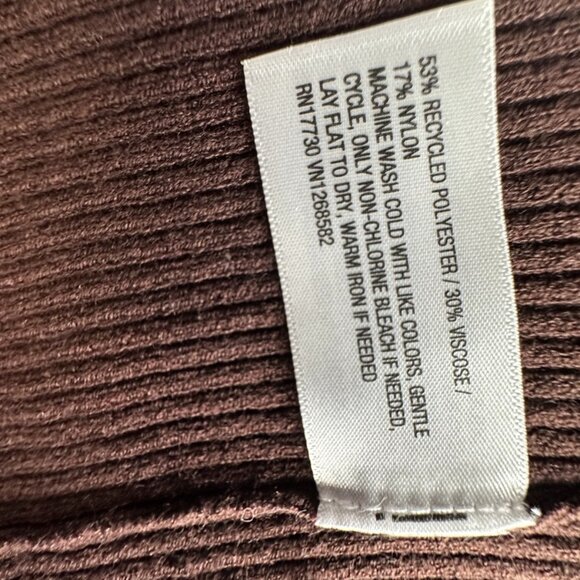 53% RECYCLED POLYESTER / 30% VISCOSE /
17% NYLON
MACHINE WASH COLD WITH LIKE COLORS, GENTLE
CYCLE, ONLY NON-CHLORINE BLEACH IF NEEDED,
LAY FLAT TO DRY, WARM IRON IF NEEDED
RN17730 VN1268582